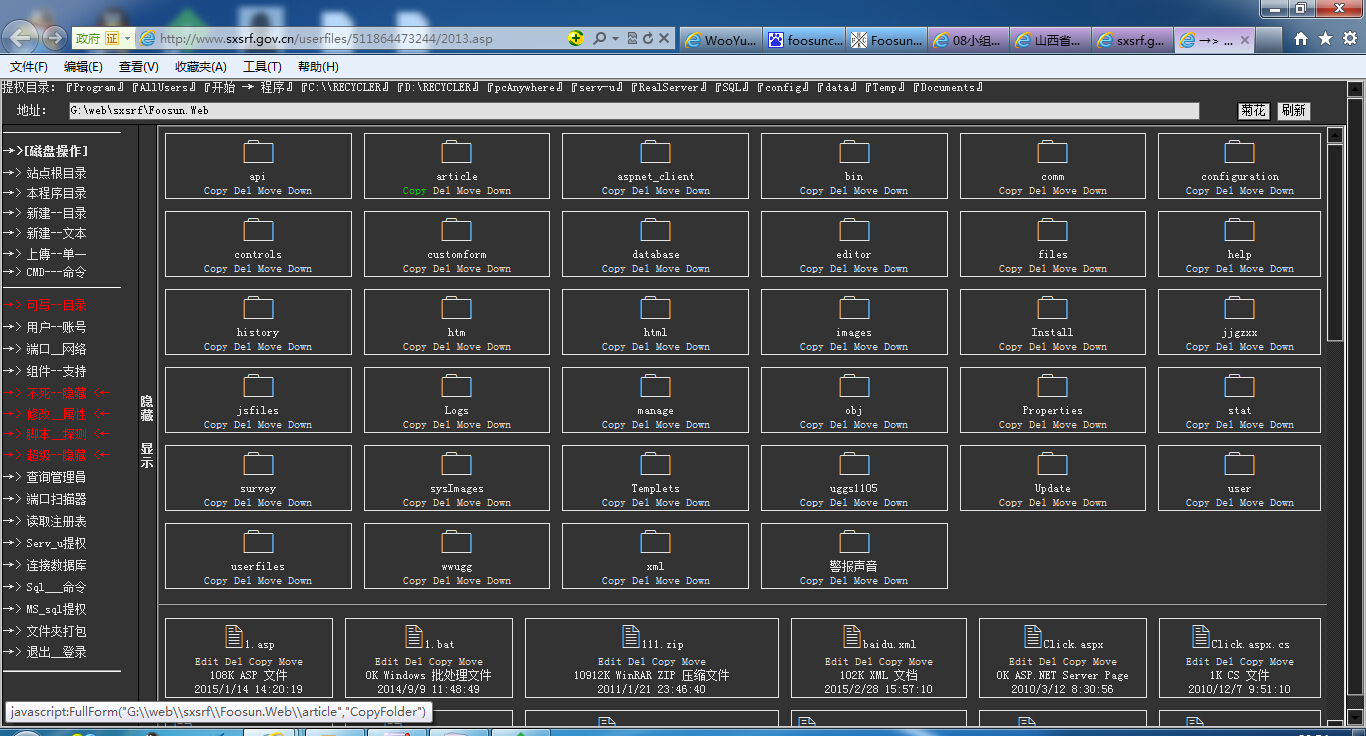 政府 证 http://www.sxsrf.gov.cn/userfiles/511864473244/2013.asp WooYu... foosunc... Foosun... 08小组... 山西省... sxsrf.g... →> ...
文件(F) 编辑(E) 查看(V) 收藏夹(A) 工具(T) 帮助(H)
提权目录: 『Program』『AllUsers』『开始 → 程序』『C:\\RECYCLER』『D:\RECYCLER』『pcAnywhere』『serv-u』『RealServer』『SQL』『config』『data』『Temp』『Documents』
地址: G:\web\sxsrf\Foosun.Web 菊花 刷新
→>[磁盘操作]
→> 站点根目录
→> 本程序目录
→> 新建--目录
→> 新建--文本
→> 上傳--单一
→> CMD---命令
→> 可写--目录
→> 用户--账号
→> 端口__网络
→> 组件--支持
→> 不死--隐藏 <←
→> 修改__属性 <←
→> 脚本__探测 <←
→> 超级--隐藏 <←
→> 查询管理员
→> 端口扫描器
→> 读取注册表
→> Serv_u提权
→> 连接数据库
→> Sql___命令
→> MS_sql提权
→> 文件夾打包
→> 退出__登录
隐藏 显示
api article aspnet_client bin comm configuration
Copy Del Move Down Copy Del Move Down Copy Del Move Down Copy Del Move Down Copy Del Move Down Copy Del Move Down
controls customform database editor files help
Copy Del Move Down Copy Del Move Down Copy Del Move Down Copy Del Move Down Copy Del Move Down Copy Del Move Down
history htm html images Install jjgzxx
Copy Del Move Down Copy Del Move Down Copy Del Move Down Copy Del Move Down Copy Del Move Down Copy Del Move Down
jsfiles Logs manage obj Properties stat
Copy Del Move Down Copy Del Move Down Copy Del Move Down Copy Del Move Down Copy Del Move Down Copy Del Move Down
survey sysImages Templets uggs1105 Update user
Copy Del Move Down Copy Del Move Down Copy Del Move Down Copy Del Move Down Copy Del Move Down Copy Del Move Down
userfiles wwugg xml 警报声音
Copy Del Move Down Copy Del Move Down Copy Del Move Down Copy Del Move Down
1.asp 1.bat 111.zip baidu.xml Click.aspx Click.aspx.cs
Edit Del Copy Move Edit Del Copy Move Edit Del Copy Move Edit Del Copy Move Edit Del Copy Move Edit Del Copy Move
108K ASP 文件 0K Windows 批处理文件 10912K WinRAR ZIP 压缩文件 102K XML 文档 0K ASP.NET Server Page 1K CS 文件
2015/1/14 14:20:19 2014/9/9 11:48:49 2011/1/21 23:46:40 2015/2/28 15:57:10 2010/3/12 8:30:56 2010/12/7 9:51:10
javascript:FullForm("G:\\web\\sxsrf\\Foosun.Web\\article","CopyFolder")